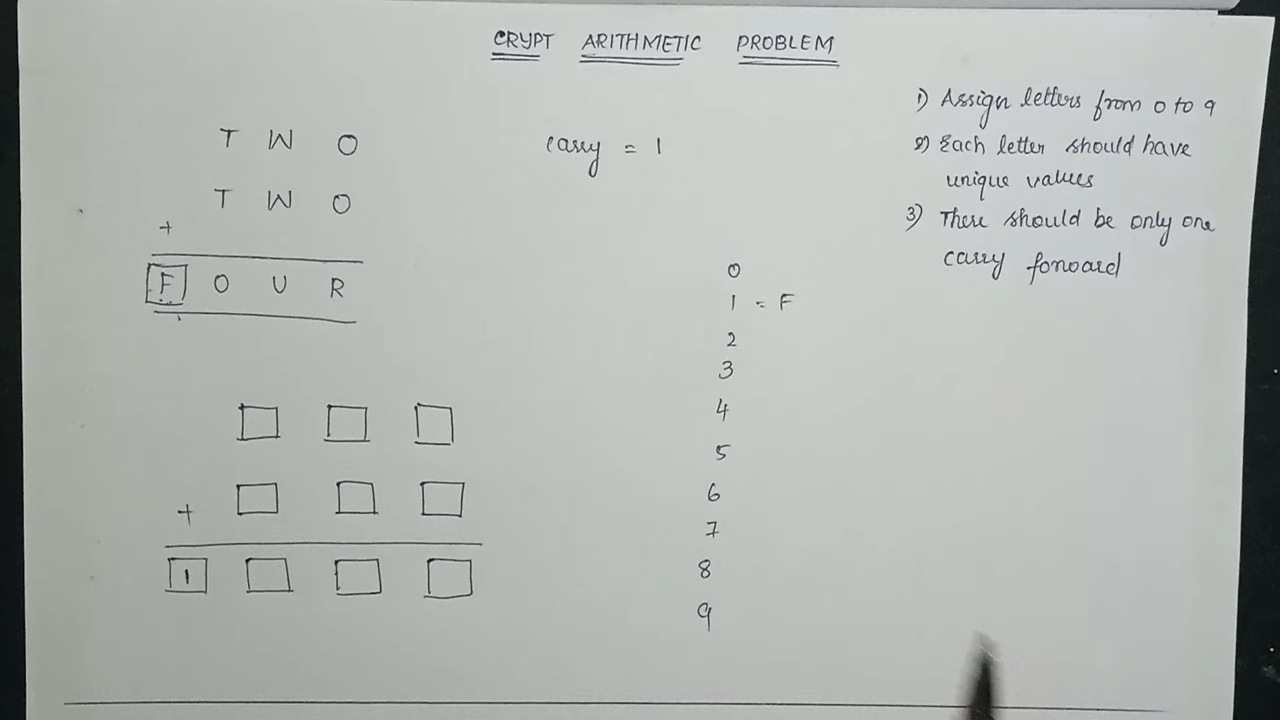 CRYPT ARITHMETIC PROBLEM
T W O
T W O
+
F O U R
carry = 1
1) Assign letters from 0 to 9
2) Each letter should have
unique values
3) There should be only one
carry forward
0
1 = F
2
3
4
5
6
7
8
9
+
1